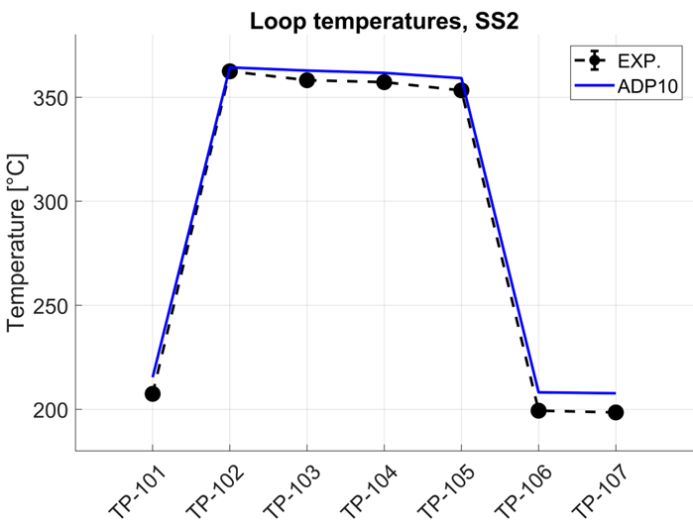 Loop temperatures, SS2
EXP.
ADP10
Temperature [°C]
350
300
250
200
TP-101
TP-102
TP-103
TP-104
TP-105
TP-106
TP-107